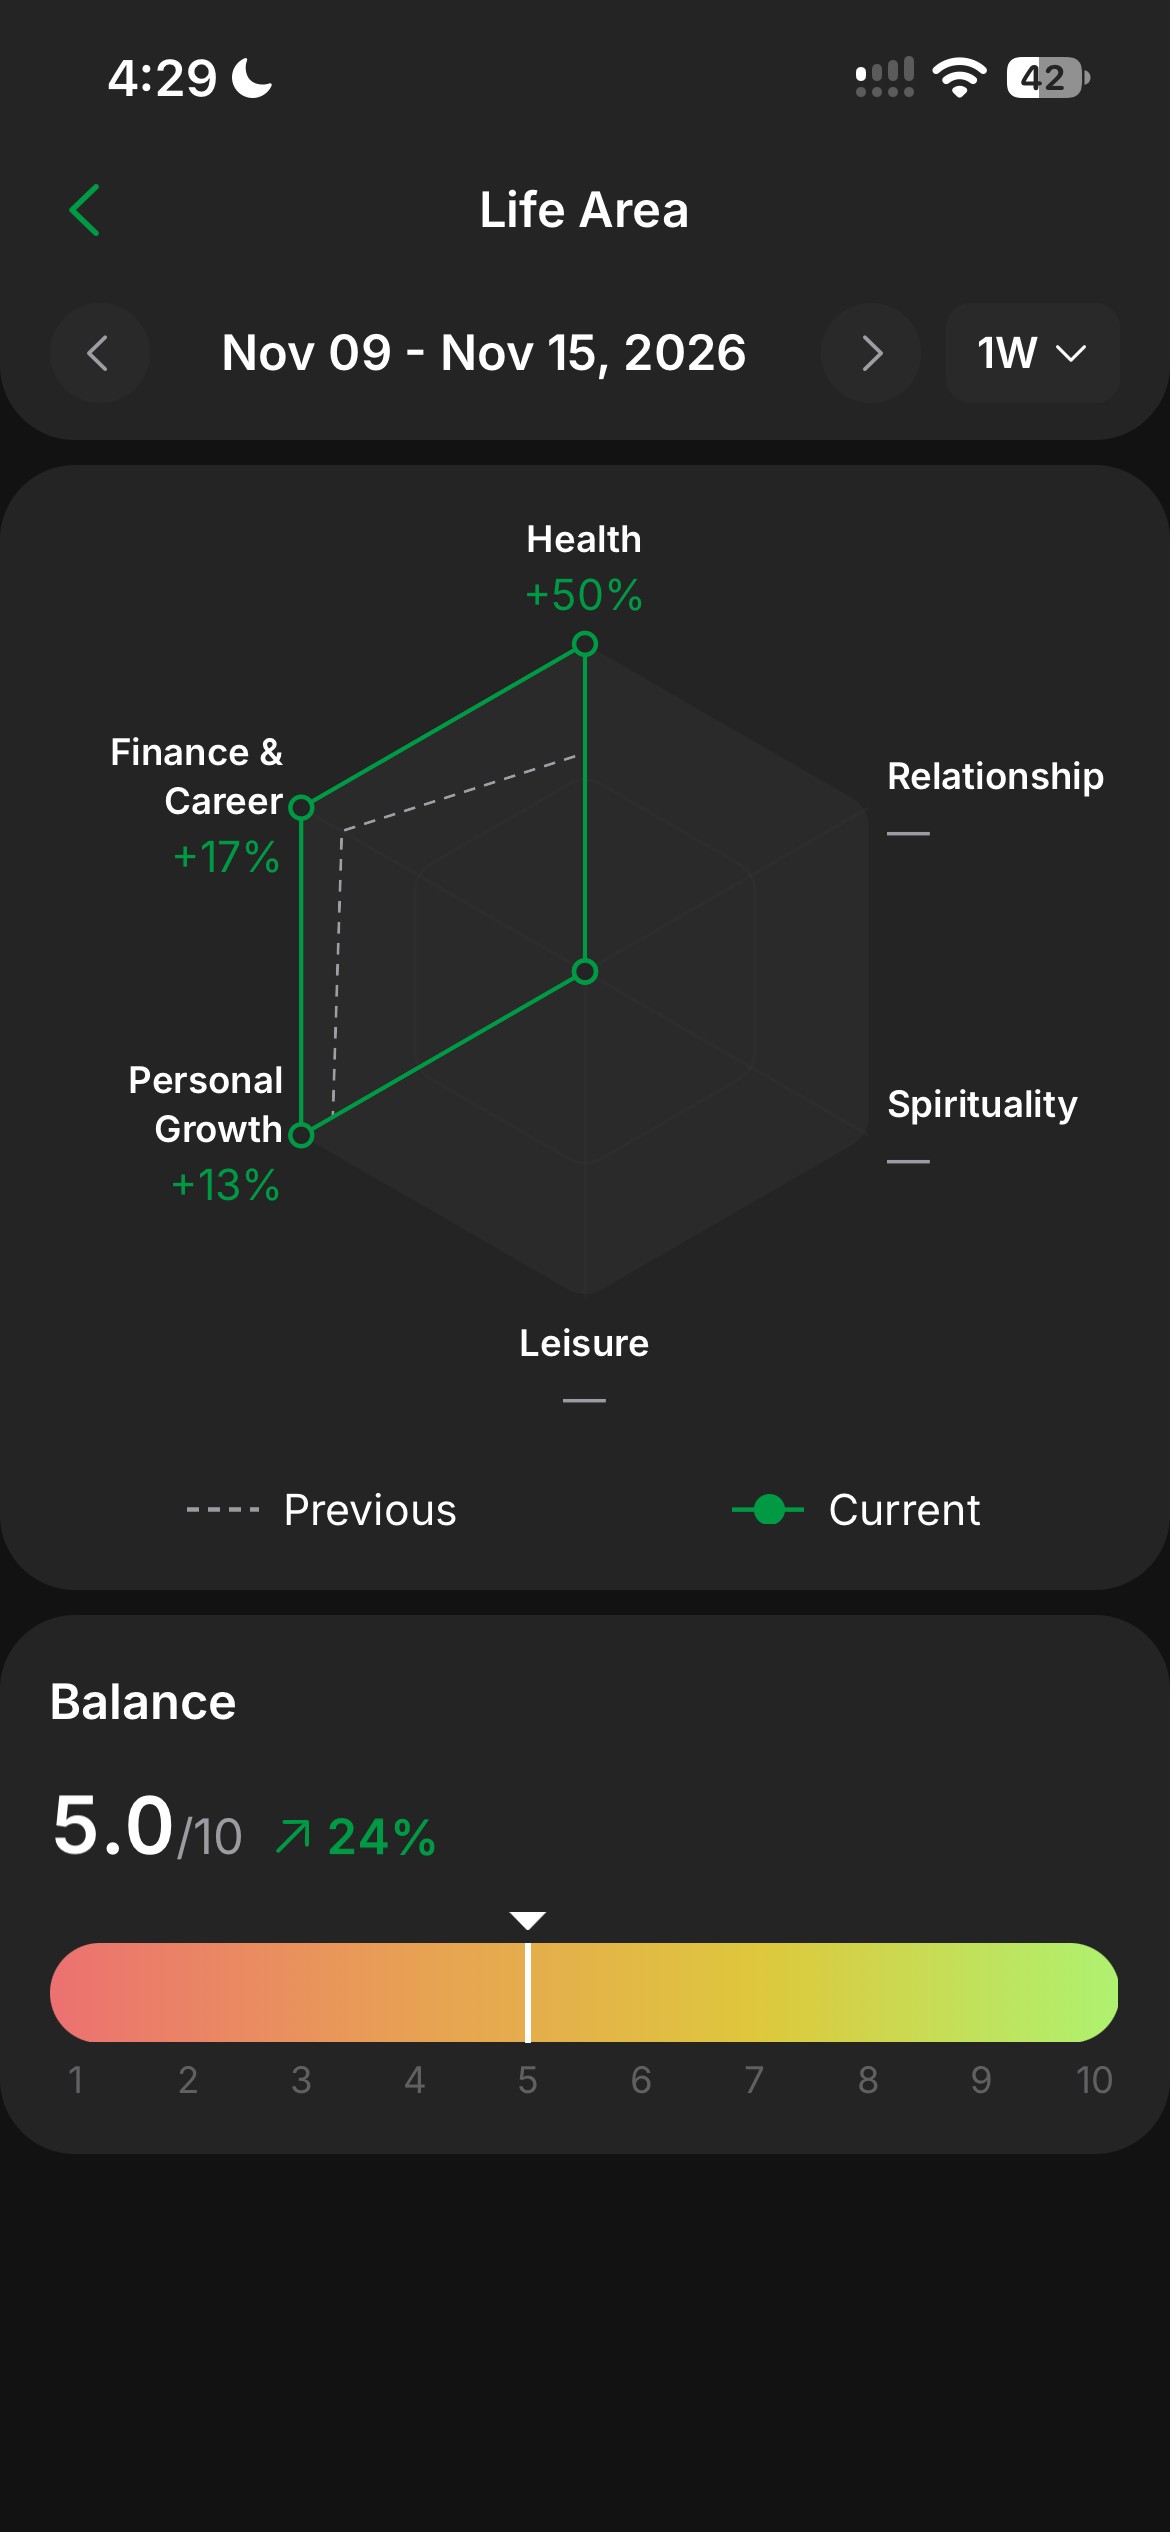 4:29
42
Life Area
Nov 09 - Nov 15, 2026
1W
Health
+50%
Finance &
Career
+17%
Relationship
—
Personal
Growth
+13%
Spirituality
—
Leisure
—
Previous
Current
Balance
5.0/10 24%
1 2 3 4 5 6 7 8 9 10